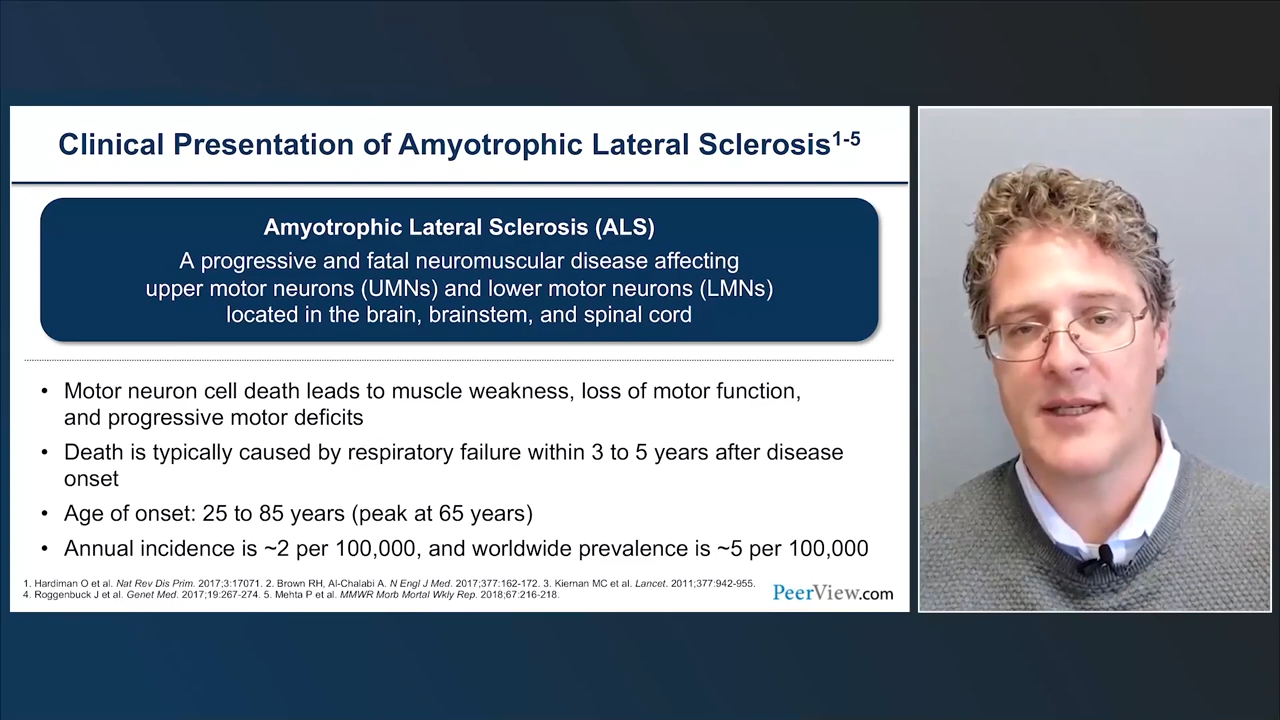 Clinical Presentation of Amyotrophic Lateral Sclerosis1-5
Amyotrophic Lateral Sclerosis (ALS)
A progressive and fatal neuromuscular disease affecting
upper motor neurons (UMNs) and lower motor neurons (LMNs)
located in the brain, brainstem, and spinal cord
• Motor neuron cell death leads to muscle weakness, loss of motor function,
and progressive motor deficits
• Death is typically caused by respiratory failure within 3 to 5 years after disease
onset
• Age of onset: 25 to 85 years (peak at 65 years)
• Annual incidence is ~2 per 100,000, and worldwide prevalence is ~5 per 100,000
1. Hardiman O et al. Nat Rev Dis Prim. 2017;3:17071. 2. Brown RH, Al-Chalabi A. N Engl J Med. 2017;377:162-172. 3. Kiernan MC et al. Lancet. 2011;377:942-955.
4. Roggenbuck J et al. Genet Med. 2017;19:267-274. 5. Mehta P et al. MMWR Morb Mortal Wkly Rep. 2018;67:216-218.
PeerView.com